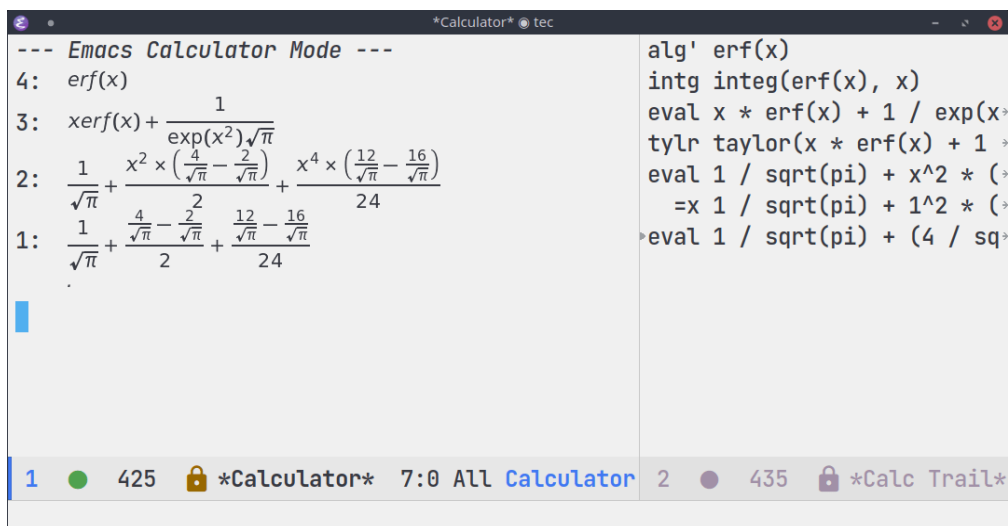 *Calculator* ◉ tec
--- Emacs Calculator Mode ---
4: erf(x)
3: xerf(x) + 1 / exp(x²)√π
2: 1/√π + x² × (4/√π − 2/√π) / 2 + x⁴ × (12/√π − 16/√π) / 24
1: 1/√π + (4/√π − 2/√π) / 2 + (12/√π − 16/√π) / 24
.
1 ● 425 *Calculator* 7:0 All Calculator
alg' erf(x)
intg integ(erf(x), x)
eval x * erf(x) + 1 / exp(x
tylr taylor(x * erf(x) + 1
eval 1 / sqrt(pi) + x^2 * (
=x 1 / sqrt(pi) + 1^2 * (
eval 1 / sqrt(pi) + (4 / sq
2 ● 435 *Calc Trail*